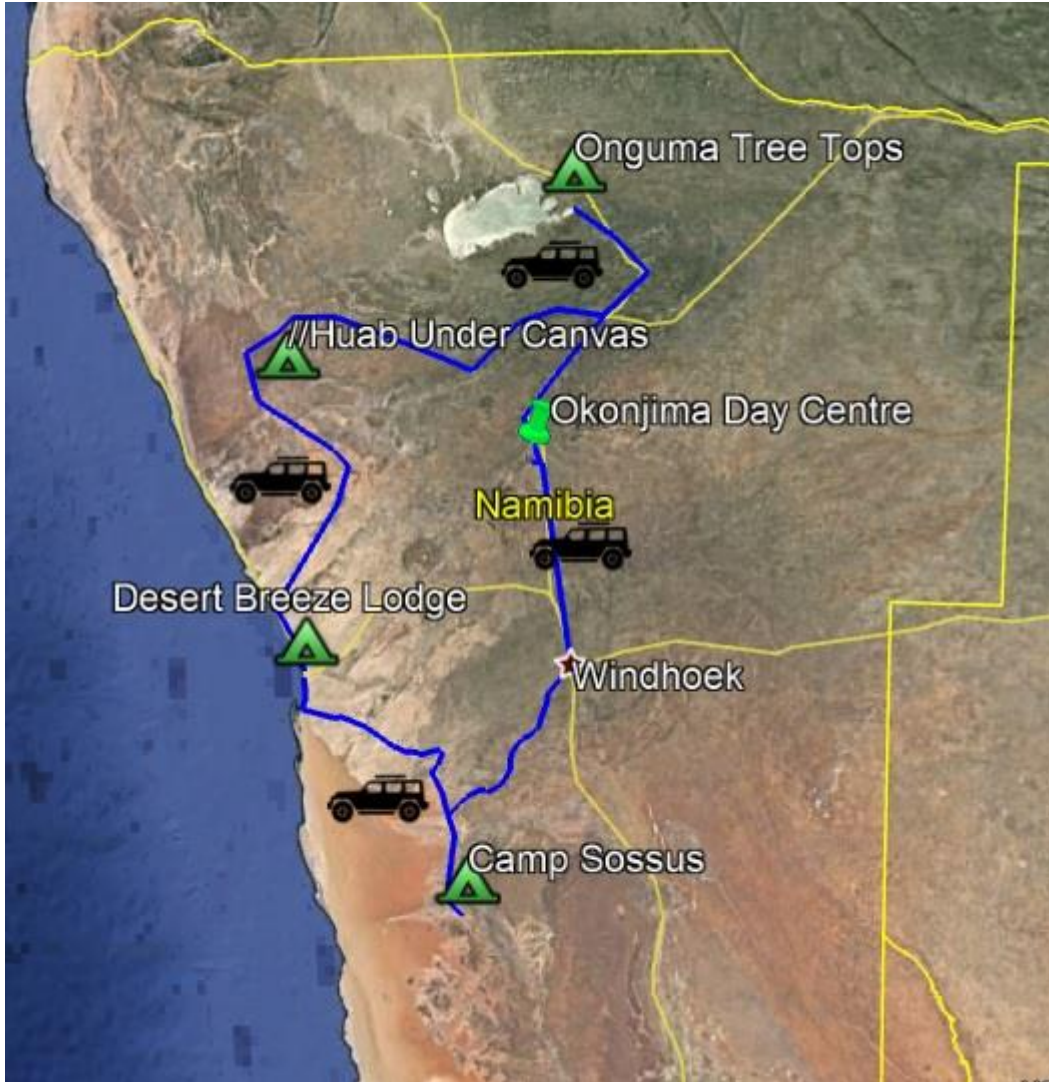 Onguma Tree Tops
//Huab Under Canvas
Okonjima Day Centre
Namibia
Desert Breeze Lodge
Windhoek
Camp Sossus